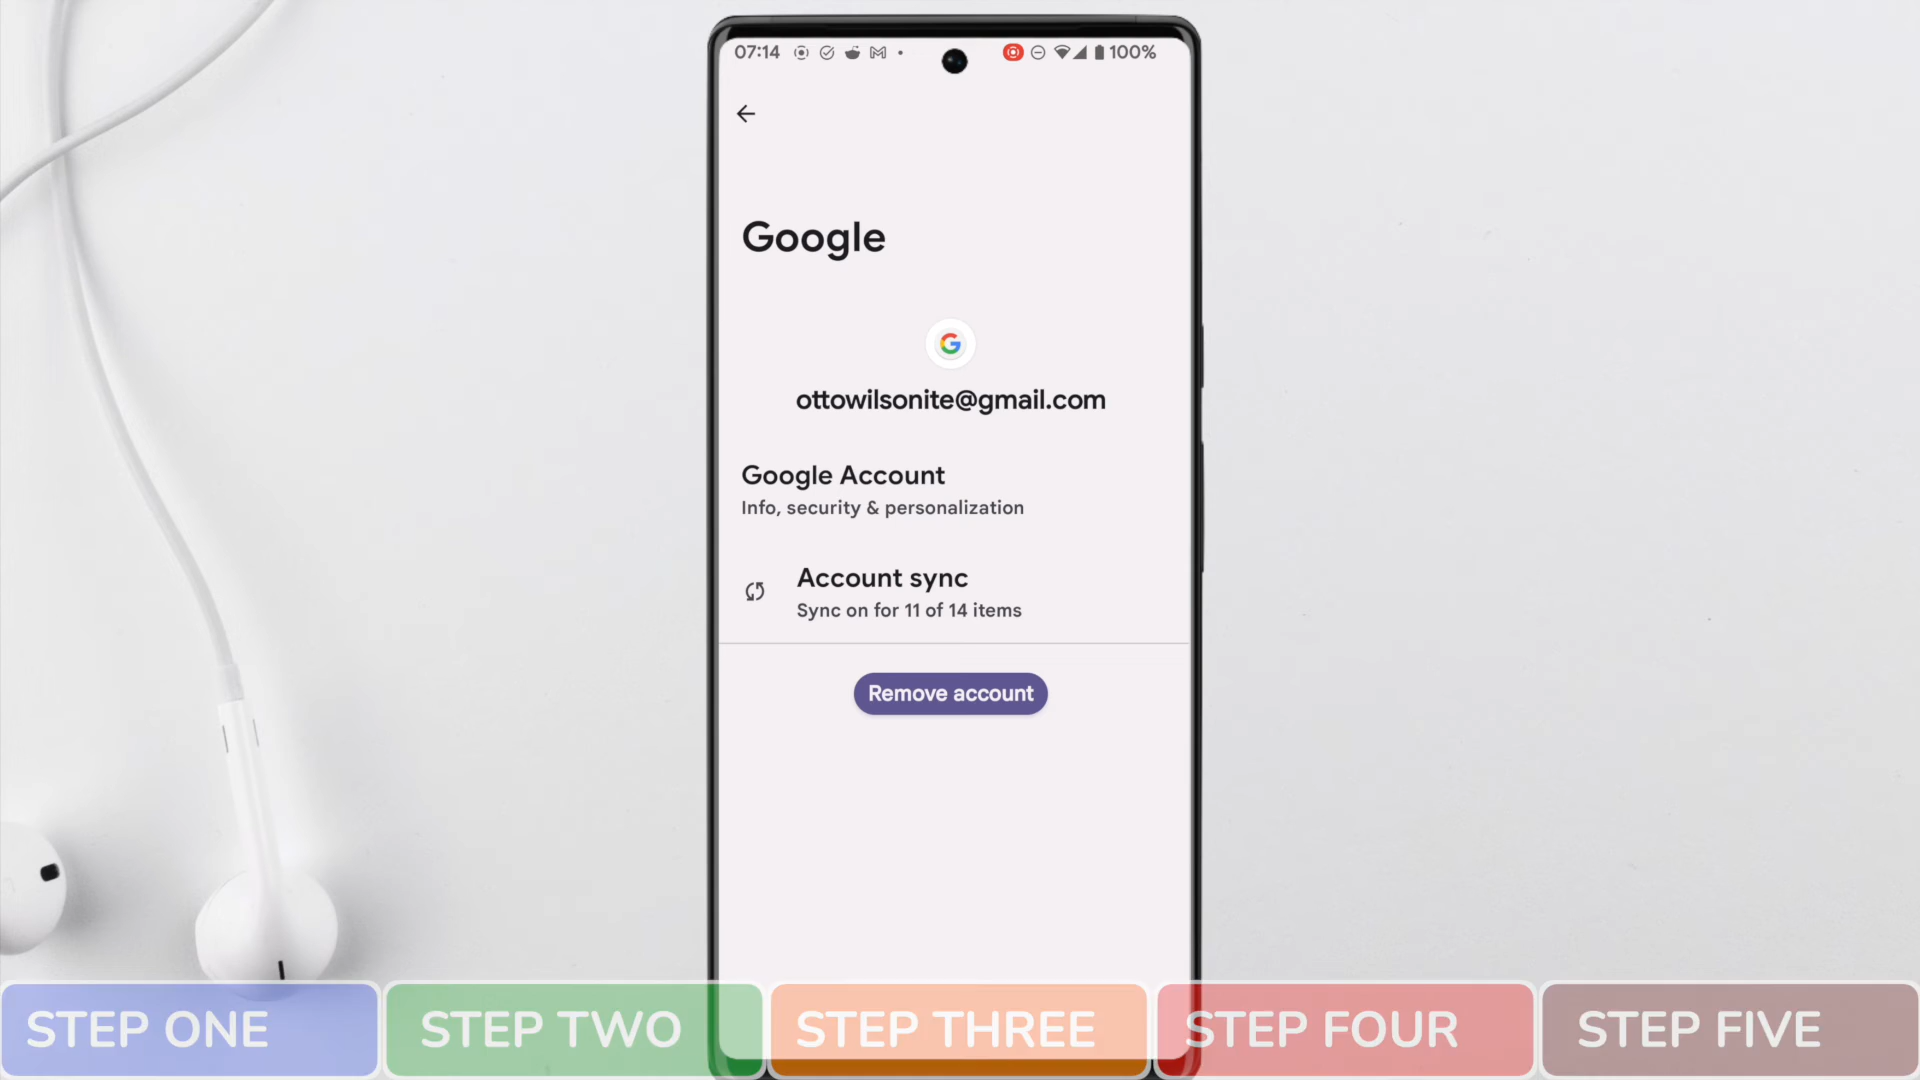 07:14
100%
Google
G
ottowilsonite@gmail.com
Google Account
Info, security & personalization
Account sync
Sync on for 11 of 14 items
Remove account
STEP ONE
STEP TWO
STEP THREE
STEP FOUR
STEP FIVE